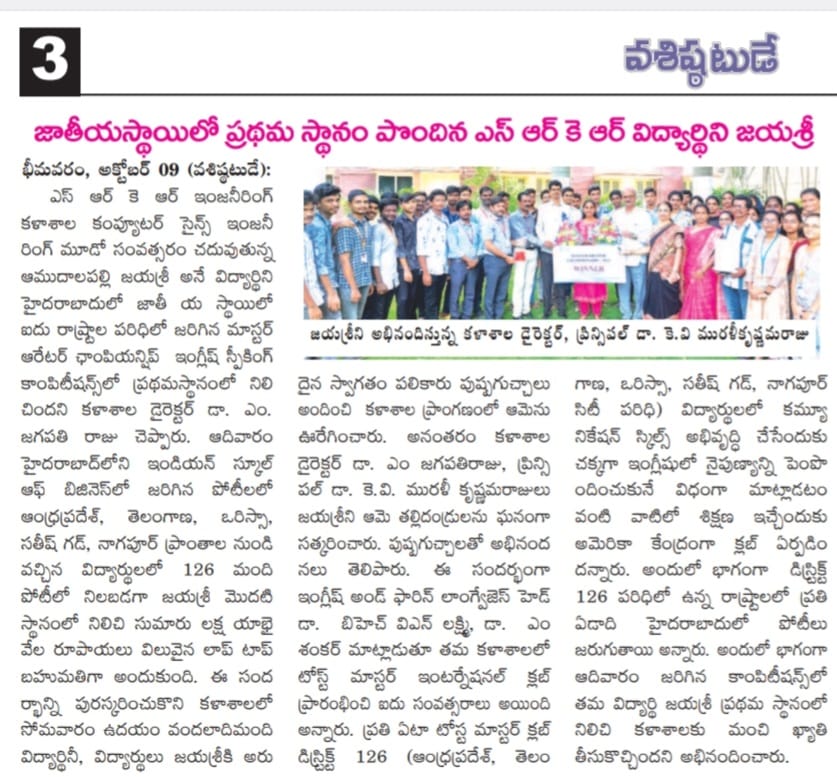 3
వశిష్ఠటుడే
జాతీయస్థాయిలో ప్రథమ స్థానం పొందిన ఎస్ ఆర్ కె ఆర్ విద్యార్థిని జయశ్రీ
భీమవరం, అక్టోబర్ 09 (వశిష్ఠటుడే):
ఎస్ ఆర్ కె ఆర్ ఇంజనీరింగ్
కళాశాల కంప్యూటర్ సైన్స్ ఇంజనీ
రింగ్ మూడో సంవత్సరం చదువుతున్న
ఆముదాలపల్లి జయశ్రీ అనే విద్యార్థిని
హైదరాబాదులో జాతీ య స్థాయిలో
ఐదు రాష్ట్రాల పరిధిలో జరిగిన మాస్టర్
ఆరేటర్ ఛాంపియన్షిప్ ఇంగ్లీష్ స్పీకింగ్
కాంపిటీషన్స్‌లో ప్రథమస్థానంలో నిలి
చిందని కళాశాల డైరెక్టర్ డా. ఎం.
జగపతి రాజు చెప్పారు. ఆదివారం
హైదరాబాద్‌లోని ఇండియన్ స్కూల్
ఆఫ్ బిజినెస్‌లో జరిగిన పోటీలలో
ఆంధ్రప్రదేశ్, తెలంగాణ, ఒరిస్సా,
సతీష్ గడ్, నాగపూర్ ప్రాంతాల నుండి
వచ్చిన విద్యార్థులలో 126 మంది
పోటీలో నిలబడగా జయశ్రీ మొదటి
స్థానంలో నిలిచి సుమారు లక్ష యాభై
వేల రూపాయలు విలువైన లాప్ టాప్
బహుమతిగా అందుకుంది. ఈ సంద
ర్భాన్ని పురస్కరించుకొని కళాశాలలో
సోమవారం ఉదయం వందలాదిమంది
విద్యార్థినీ, విద్యార్థులు జయశ్రీకి అరు
WINNER
జయశ్రీని అభినందిస్తున్న కళాశాల డైరెక్టర్, ప్రిన్సిపల్ డా. కె.వి మురళీకృష్ణమరాజు
దైన స్వాగతం పలికారు పుష్పగుచ్ఛాలు
అందించి కళాశాల ప్రాంగణంలో ఆమెను
ఊరేగించారు. అనంతరం కళాశాల
డైరెక్టర్ డా. ఎం జగపతిరాజు, ప్రిన్సి
పల్ డా. కె.వి. మురళీ కృష్ణమరాజులు
జయశ్రీని ఆమె తల్లిదండ్రులను ఘనంగా
సత్కరించారు. పుష్పగుచ్ఛాలతో అభినంద
నలు తెలిపారు. ఈ సందర్భంగా
ఇంగ్లీష్ అండ్ ఫారిన్ లాంగ్వేజెస్ హెడ్
డా. బిహెచ్ విఎన్ లక్ష్మి, డా. ఎం
శంకర్ మాట్లాడుతూ తమ కళాశాలలో
టోస్ట్ మాస్టర్ ఇంటర్నేషనల్ క్లబ్
ప్రారంభించి ఐదు సంవత్సరాలు అయింది
అన్నారు. ప్రతి ఏటా టోస్ట మాస్టర్ క్లబ్
డిస్ట్రిక్ట్ 126 (ఆంధ్రప్రదేశ్, తెలం
గాణ, ఒరిస్సా, సతీష్ గడ్, నాగపూర్
సిటీ పరిధి) విద్యార్థులలో కమ్యూ
నికేషన్ స్కిల్స్ అభివృద్ధి చేసేందుకు
చక్కగా ఇంగ్లీషులో నైపుణ్యాన్ని పెంపొ
ందించుకునే విధంగా మాట్లాడటం
వంటి వాటిలో శిక్షణ ఇచ్చేందుకు
అమెరికా కేంద్రంగా క్లబ్ ఏర్పడిం
దన్నారు. అందులో భాగంగా డిస్ట్రిక్ట్
126 పరిధిలో ఉన్న రాష్ట్రాలలో ప్రతి
ఏడాది హైదరాబాదులో పోటీలు
జరుగుతాయి అన్నారు. అందులో భాగంగా
ఆదివారం జరిగిన కాంపిటీషన్స్‌లో
తమ విద్యార్థి జయశ్రీ ప్రథమ స్థానంలో
నిలిచి కళాశాలకు మంచి ఖ్యాతి
తీసుకొచ్చిందని అభినందించారు.